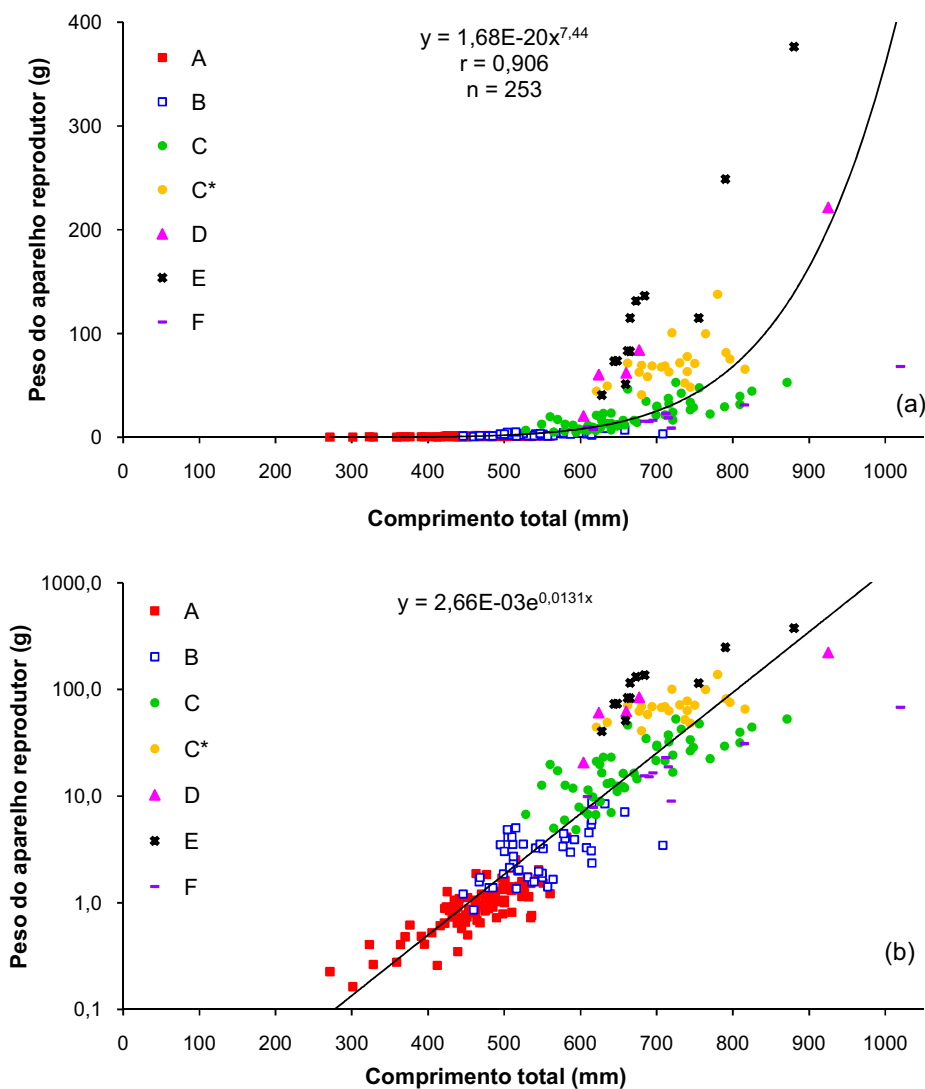 400
y = 1,68E-20x^7,44
r = 0,906
n = 253
A
B
C
C*
D
E
F
300
200
100
0
Peso do aparelho reprodutor (g)
(a)
0 100 200 300 400 500 600 700 800 900 1000
Comprimento total (mm)
1000,0
y = 2,66E-03e^0,0131x
A
B
C
C*
D
E
F
100,0
10,0
1,0
0,1
Peso do aparelho reprodutor (g)
(b)
0 100 200 300 400 500 600 700 800 900 1000
Comprimento total (mm)